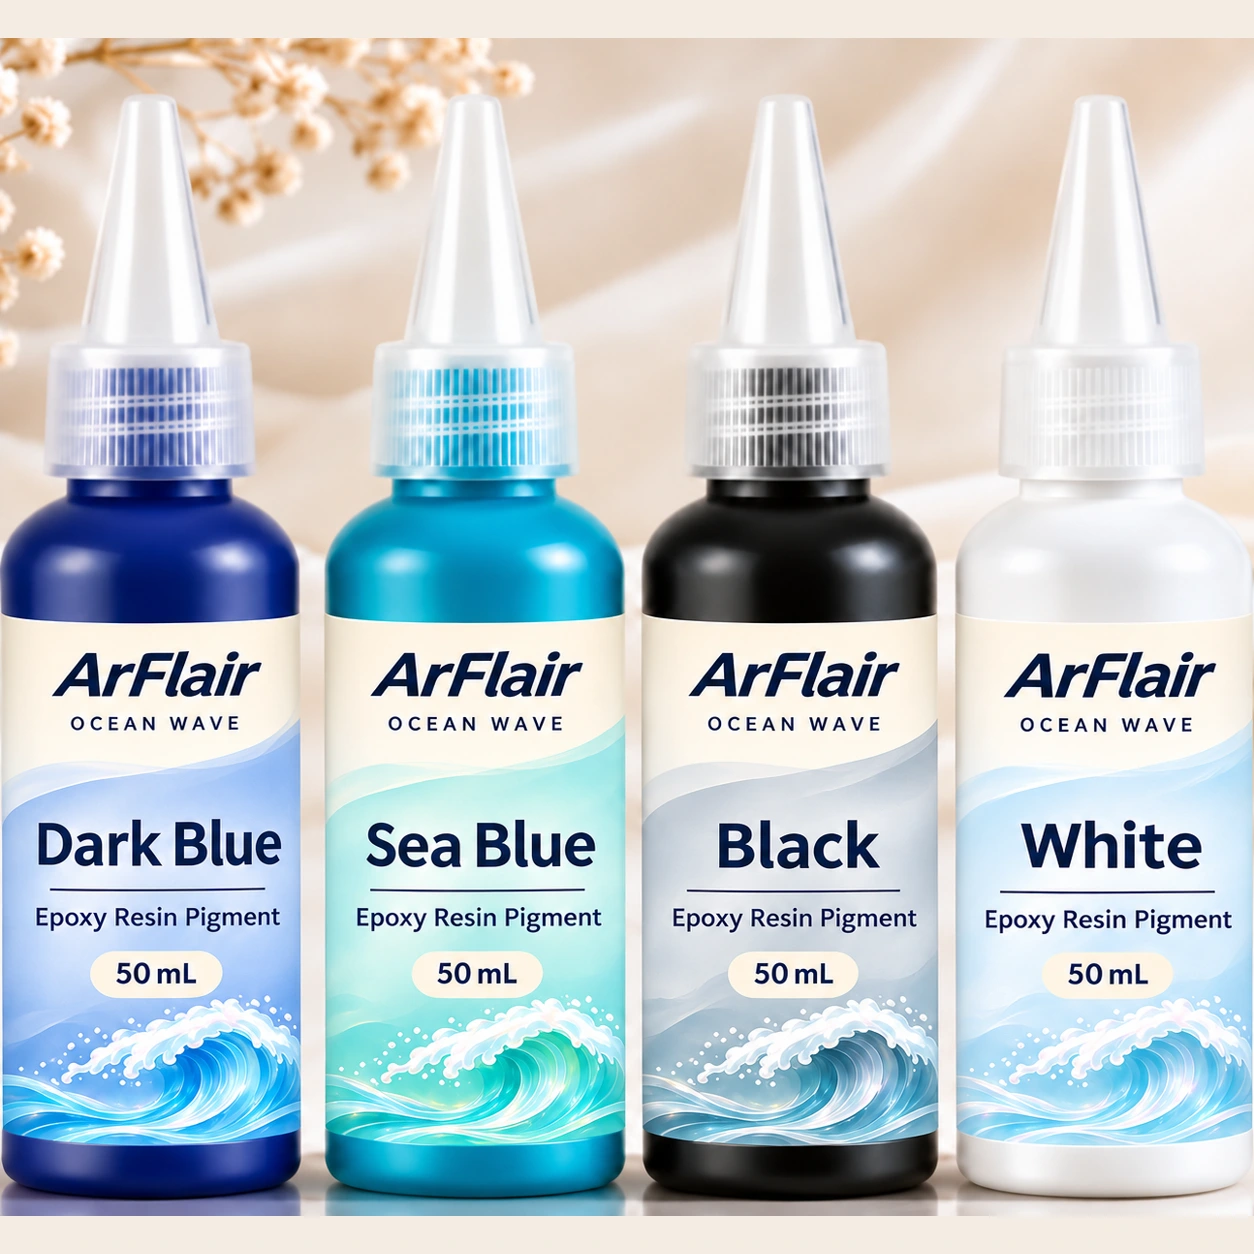 ArFlair
OCEAN WAVE
Dark Blue
Epoxy Resin Pigment
50 mL
ArFlair
OCEAN WAVE
Sea Blue
Epoxy Resin Pigment
50 mL
ArFlair
OCEAN WAVE
Black
Epoxy Resin Pigment
50 mL
ArFlair
OCEAN WAVE
White
Epoxy Resin Pigment
50 mL